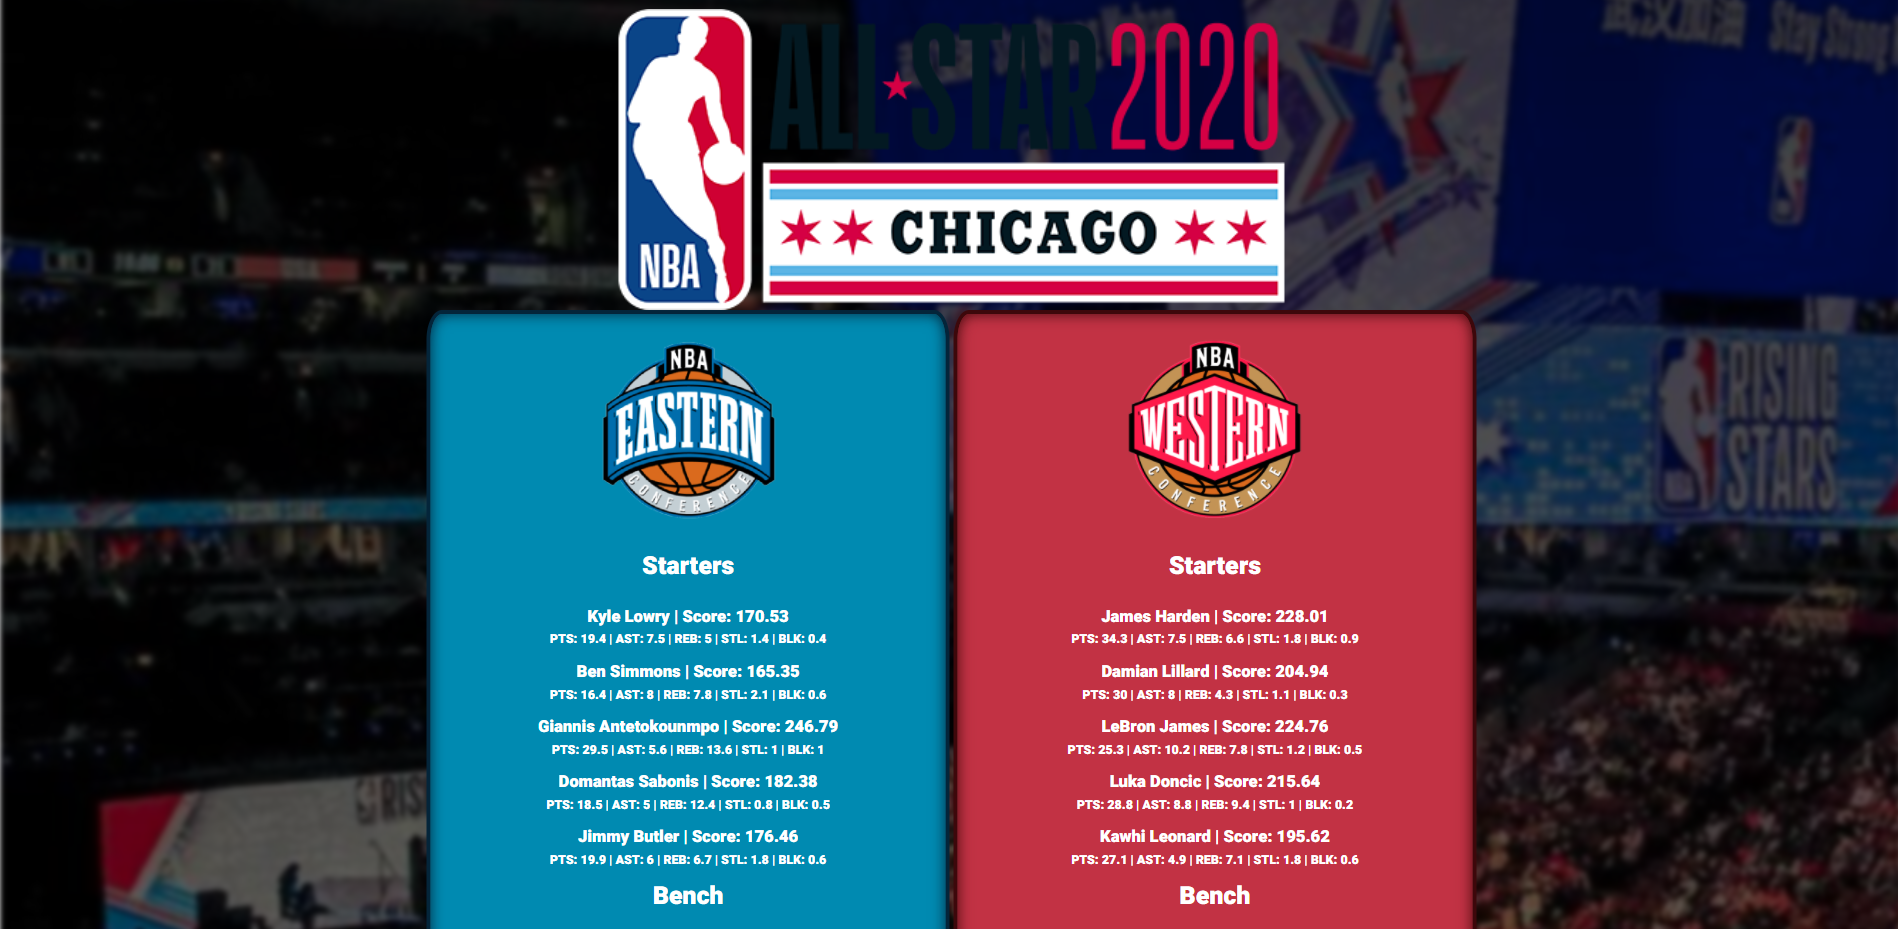 武汉加油
Stay Strong
ALL★STAR 2020
NBA
CHICAGO
RISING
STARS
NBA
EASTERN
CONFERENCE
Starters
Kyle Lowry | Score: 170.53
PTS: 19.4 | AST: 7.5 | REB: 5 | STL: 1.4 | BLK: 0.4
Ben Simmons | Score: 165.35
PTS: 16.4 | AST: 8 | REB: 7.8 | STL: 2.1 | BLK: 0.6
Giannis Antetokounmpo | Score: 246.79
PTS: 29.5 | AST: 5.6 | REB: 13.6 | STL: 1 | BLK: 1
Domantas Sabonis | Score: 182.38
PTS: 18.5 | AST: 5 | REB: 12.4 | STL: 0.8 | BLK: 0.5
Jimmy Butler | Score: 176.46
PTS: 19.9 | AST: 6 | REB: 6.7 | STL: 1.8 | BLK: 0.6
Bench
NBA
WESTERN
CONFERENCE
Starters
James Harden | Score: 228.01
PTS: 34.3 | AST: 7.5 | REB: 6.6 | STL: 1.8 | BLK: 0.9
Damian Lillard | Score: 204.94
PTS: 30 | AST: 8 | REB: 4.3 | STL: 1.1 | BLK: 0.3
LeBron James | Score: 224.76
PTS: 25.3 | AST: 10.2 | REB: 7.8 | STL: 1.2 | BLK: 0.5
Luka Doncic | Score: 215.64
PTS: 28.8 | AST: 8.8 | REB: 9.4 | STL: 1 | BLK: 0.2
Kawhi Leonard | Score: 195.62
PTS: 27.1 | AST: 4.9 | REB: 7.1 | STL: 1.8 | BLK: 0.6
Bench